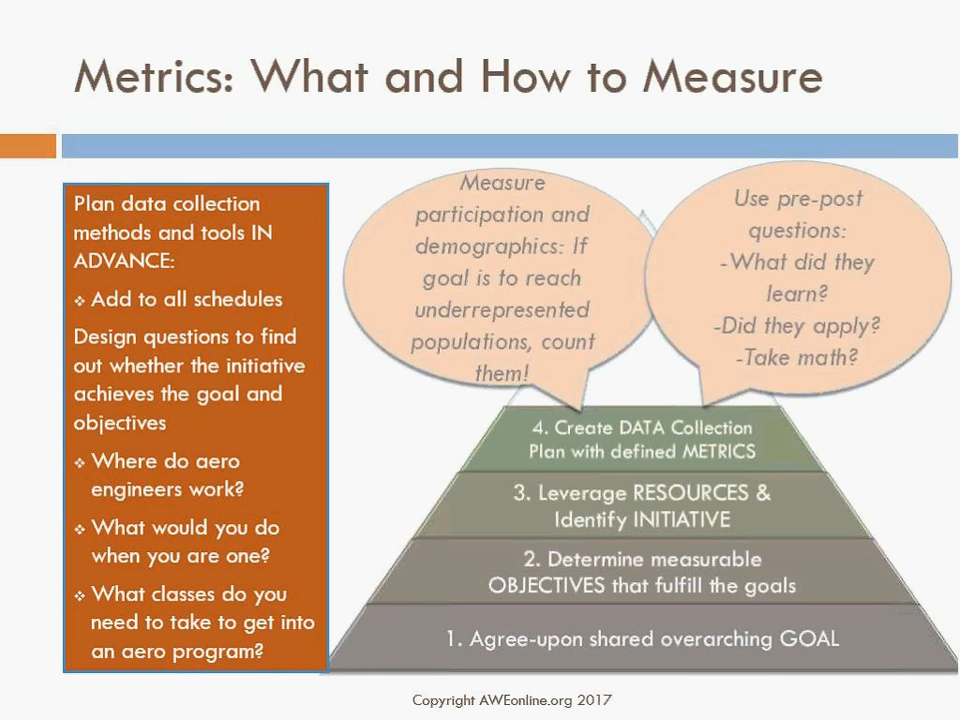 Metrics: What and How to Measure
Plan data collection
methods and tools IN
ADVANCE:
❖ Add to all schedules
Design questions to find
out whether the initiative
achieves the goal and
objectives
❖ Where do aero
engineers work?
❖ What would you do
when you are one?
❖ What classes do you
need to take to get into
an aero program?
Measure
participation and
demographics: If
goal is to reach
underrepresented
populations, count
them!
Use pre-post
questions:
-What did they
learn?
-Did they apply?
-Take math?
4. Create DATA Collection
Plan with defined METRICS
3. Leverage RESOURCES &
Identify INITIATIVE
2. Determine measurable
OBJECTIVES that fulfill the goals
1. Agree-upon shared overarching GOAL
Copyright AWEonline.org 2017